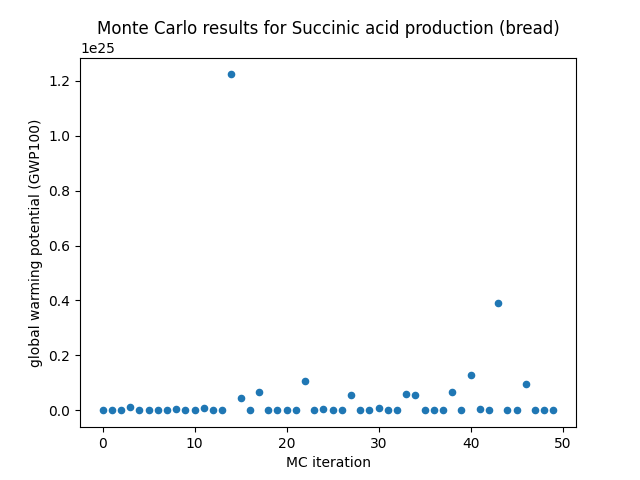 Monte Carlo results for Succinic acid production (bread)
1e25
1.2
1.0
0.8
0.6
0.4
0.2
0.0
global warming potential (GWP100)
0 10 20 30 40 50
MC iteration